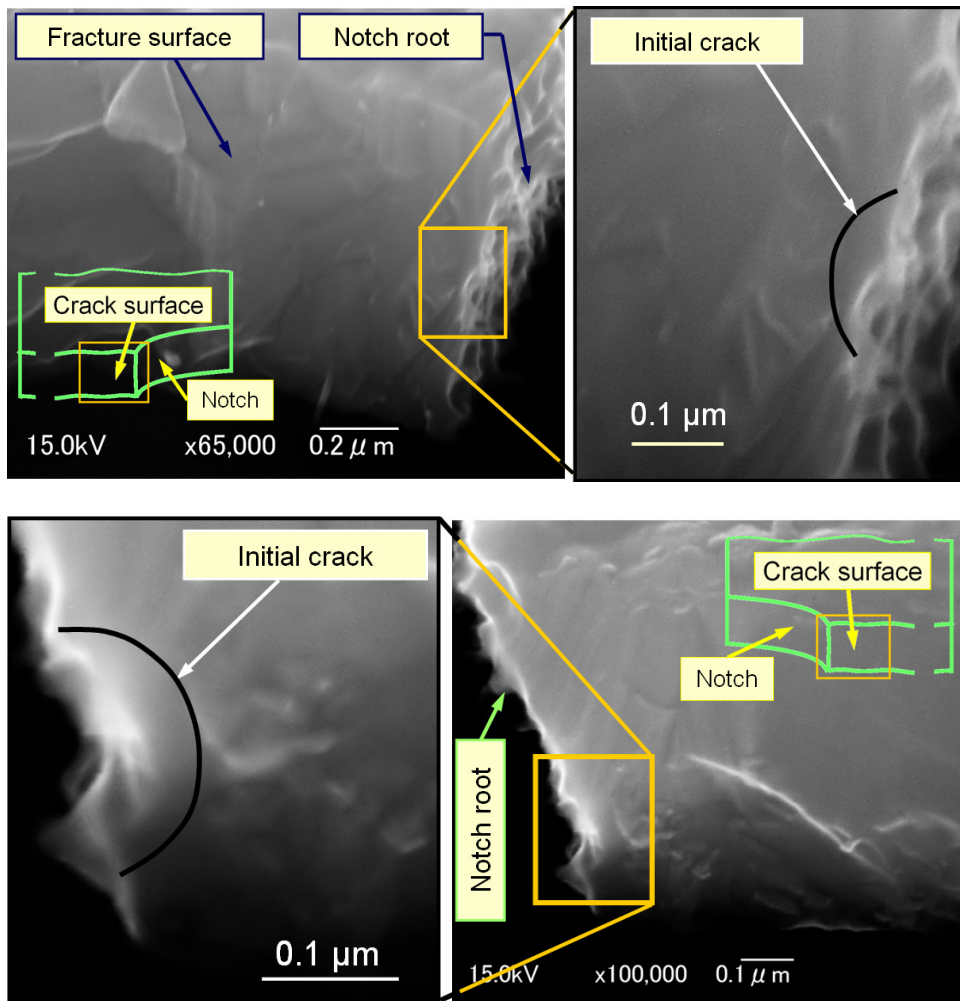 Fracture surface
Notch root
Initial crack
Crack surface
Notch
15.0kV x65,000 0.2 μ m
0.1 μm
Initial crack
0.1 μm
Crack surface
Notch
Notch root
15.0kV x100,000 0.1 μ m